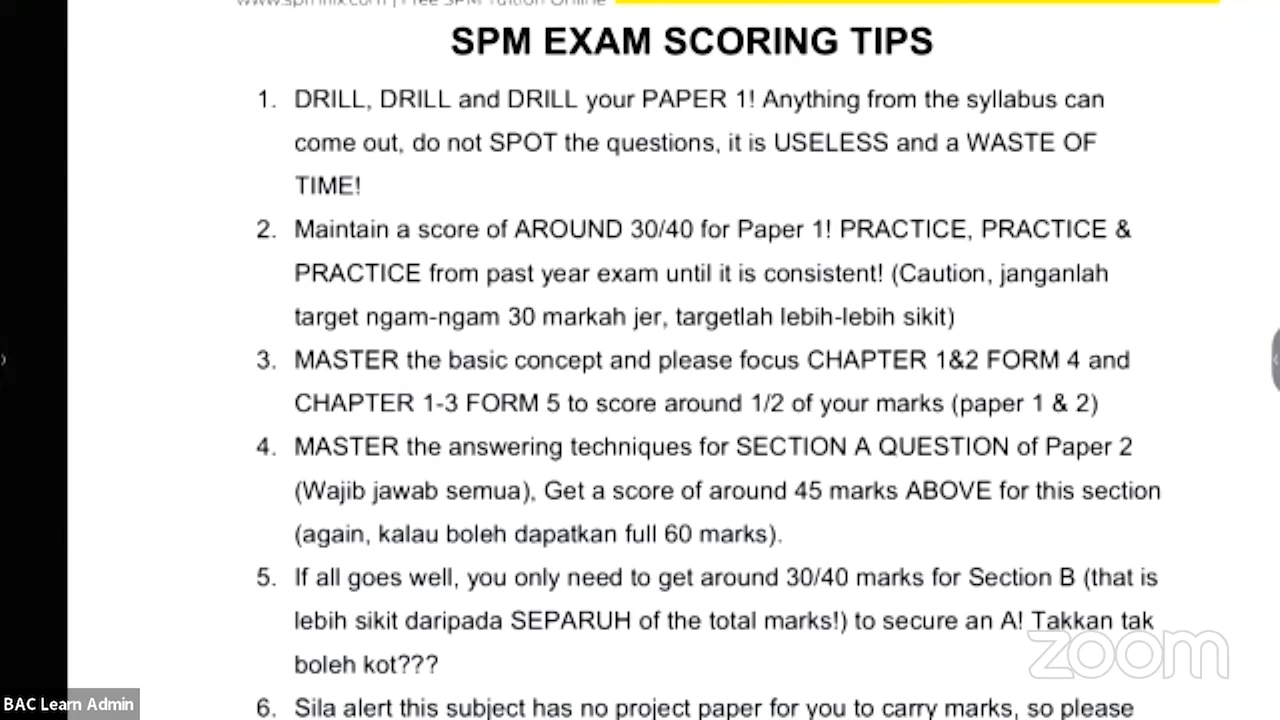 www.spmflix.com | Free SPM Tuition Online
SPM EXAM SCORING TIPS
1. DRILL, DRILL and DRILL your PAPER 1! Anything from the syllabus can
come out, do not SPOT the questions, it is USELESS and a WASTE OF
TIME!
2. Maintain a score of AROUND 30/40 for Paper 1! PRACTICE, PRACTICE &
PRACTICE from past year exam until it is consistent! (Caution, janganlah
target ngam-ngam 30 markah jer, targetlah lebih-lebih sikit)
3. MASTER the basic concept and please focus CHAPTER 1&2 FORM 4 and
CHAPTER 1-3 FORM 5 to score around 1/2 of your marks (paper 1 & 2)
4. MASTER the answering techniques for SECTION A QUESTION of Paper 2
(Wajib jawab semua), Get a score of around 45 marks ABOVE for this section
(again, kalau boleh dapatkan full 60 marks).
5. If all goes well, you only need to get around 30/40 marks for Section B (that is
lebih sikit daripada SEPARUH of the total marks!) to secure an A! Takkan tak
boleh kot???
zoom
BAC Learn Admin
6. Sila alert this subject has no project paper for you to carry marks, so please